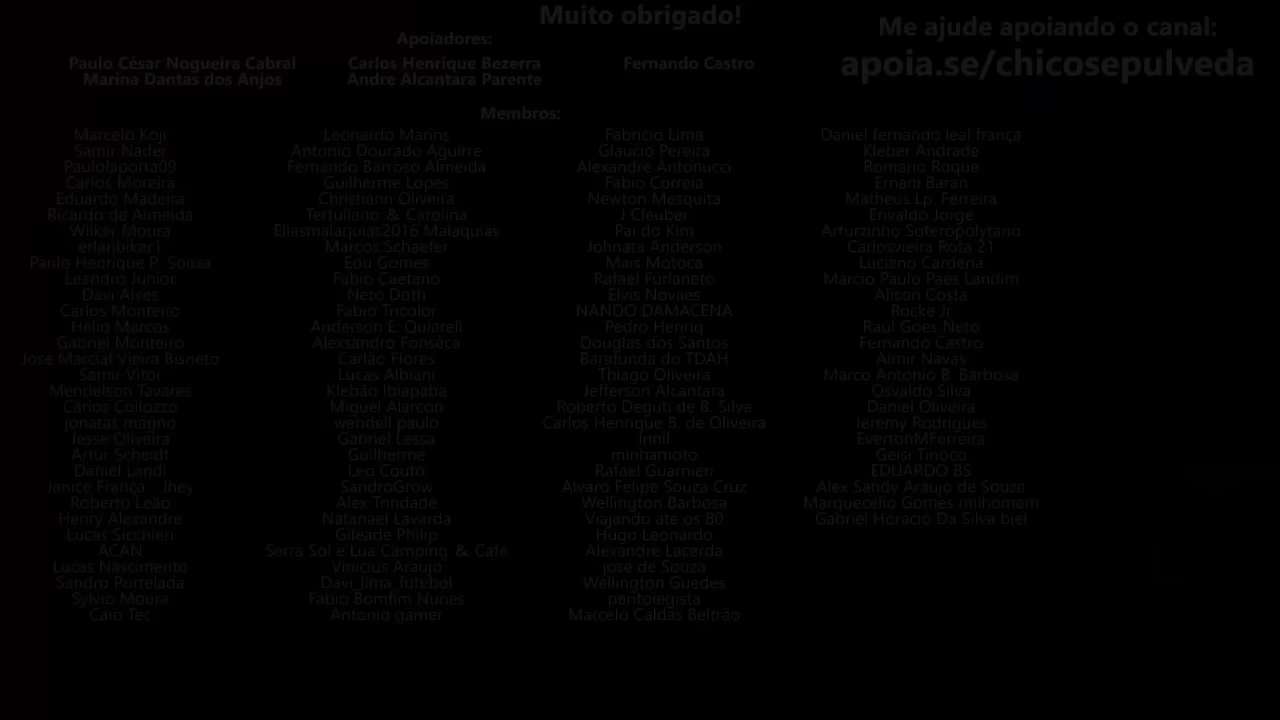 Muito obrigado!
Me ajude apoiando o canal:
apoia.se/chicosepulveda
Apoiadores:
Paulo César Nogueira Cabral
Marina Dantas dos Anjos
Carlos Henrique Bezerra
Andre Alcantara Parente
Fernando Castro
Membros:
Marcelo Koji
Samir Nader
Paulolaporta09
Carlos Moreira
Eduardo Madeira
Ricardo de Almeida
Wilker Moura
erlanbiker1
Paulo Henrique P. Sousa
Leandro Junior
Davi Alves
Carlos Monteiro
Hélio Marcos
Gabriel Monteiro
Jose Marcial Vieira Bisneto
Samir Vitor
Mendelson Tavares
Carlos Collozzo
jonatas magno
Jesse Oliveira
Artur Scheidt
Daniel Landi
Janice França _ Jhey
Roberto Leão
Henry Alexandre
Lucas Sicchieri
ACAN
Lucas Nascimento
Sandro Portelada
Sylvio Moura
Caio Tec
Leonardo Marins
Antonio Dourado Aguirre
Fernando Barroso Almeida
Guilherme Lopes
Christiann Oliveira
Tertuliano & Carolina
Eliasmalaquias2016 Malaquias
Marcos Schaefer
Edu Gomes
Fabio Caetano
Neto Doth
Fabio Tricolor
Anderson E. Quiarell
Alexsandro Fonseca
Carlão Flores
Lucas Albiani
Klebão Ibiapaba
Miguel Alarcon
wendell paulo
Gabriel Lessa
Guilherme
Leo Couto
SandroGrow
Alex Trindade
Natanael Lavarda
Gileade Philip
Serra Sol e Lua Camping & Café
Vinicius Araujo
Davi_lima_futebol
Fabio Bomfim Nunes
Antonio gamer
Fabricio Lima
Glaucio Pereira
Alexandre Antonucci
Fabio Correia
Newton Mesquita
J Cleuber
Pai do Kim
Johnata Anderson
Mais Motoca
Rafael Furlaneto
Elvis Novaes
NANDO DAMACENA
Pedro Henriq
Douglas dos Santos
Barafunda do TDAH
Thiago Oliveira
Jefferson Alcantara
Roberto Deguti de B. Silva
Carlos Henrique B. de Oliveira
Innil
minhamoto
Rafael Guarnieri
Alvaro Felipe Souza Cruz
Wellington Barbosa
Viajando até os 80
Hugo Leonardo
Alexandre Lacerda
jose de Souza
Wellington Guedes
peritolegista
Marcelo Caldas Beltrão
Daniel fernando leal frança
Kleber Andrade
Romario Roque
Ernani Baran
Matheus Lp. Ferreira
Erivaldo Jorge
Arturzinho Soteropolytano
Carlosvieira Rota 21
Luciano Cardena
Marcio Paulo Paes Landim
Alison Costa
Rocke Jr
Raul Goes Neto
Fernando Castro
Almir Navas
Marco Antonio B. Barbosa
Osvaldo Silva
Daniel Oliveira
Jeremy Rodrigues
EvertonMFerreira
Geisi Tinoco
EDUARDO BS
Alex Sandy Araujo de Souza
Marquecelio Gomes milhomem
Gabriel Horacio Da Silva biel